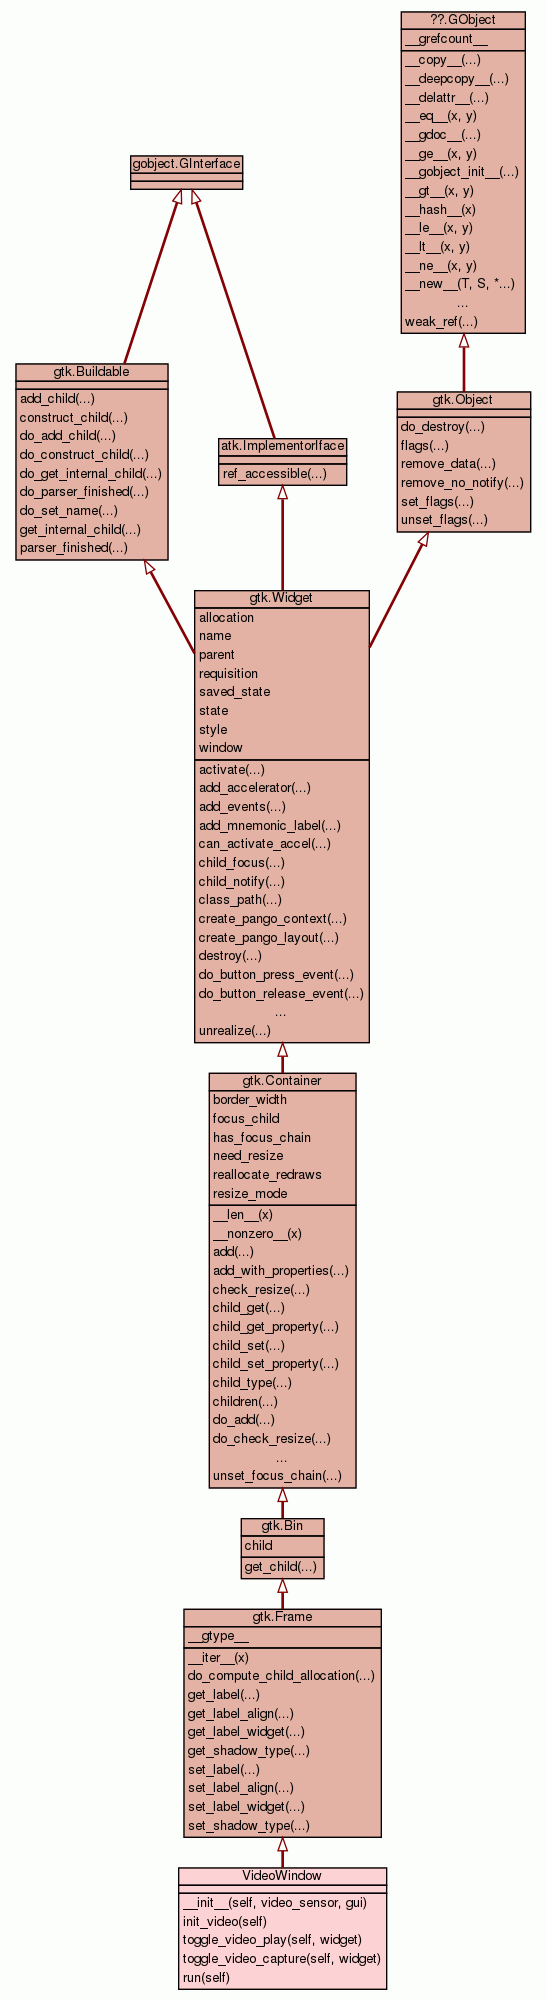 ??.GObject
__grefcount__
__copy__(...)
__deepcopy__(...)
__delattr__(...)
__eq__(x, y)
__gdoc__(...)
__ge__(x, y)
__gobject_init__(...)
__gt__(x, y)
__hash__(x)
__le__(x, y)
__lt__(x, y)
__ne__(x, y)
__new__(T, S, *...)
...
weak_ref(...)
gobject.GInterface
gtk.Buildable
add_child(...)
construct_child(...)
do_add_child(...)
do_construct_child(...)
do_get_internal_child(...)
do_parser_finished(...)
do_set_name(...)
get_internal_child(...)
parser_finished(...)
atk.ImplementorIface
ref_accessible(...)
gtk.Object
do_destroy(...)
flags(...)
remove_data(...)
remove_no_notify(...)
set_flags(...)
unset_flags(...)
gtk.Widget
allocation
name
parent
requisition
saved_state
state
style
window
activate(...)
add_accelerator(...)
add_events(...)
add_mnemonic_label(...)
can_activate_accel(...)
child_focus(...)
child_notify(...)
class_path(...)
create_pango_context(...)
create_pango_layout(...)
destroy(...)
do_button_press_event(...)
do_button_release_event(...)
...
unrealize(...)
gtk.Container
border_width
focus_child
has_focus_chain
need_resize
reallocate_redraws
resize_mode
__len__(x)
__nonzero__(x)
add(...)
add_with_properties(...)
check_resize(...)
child_get(...)
child_get_property(...)
child_set(...)
child_set_property(...)
child_type(...)
children(...)
do_add(...)
do_check_resize(...)
...
unset_focus_chain(...)
gtk.Bin
child
get_child(...)
gtk.Frame
__gtype__
__iter__(x)
do_compute_child_allocation(...)
get_label(...)
get_label_align(...)
get_label_widget(...)
get_shadow_type(...)
set_label(...)
set_label_align(...)
set_label_widget(...)
set_shadow_type(...)
VideoWindow
__init__(self, video_sensor, gui)
init_video(self)
toggle_video_play(self, widget)
toggle_video_capture(self, widget)
run(self)